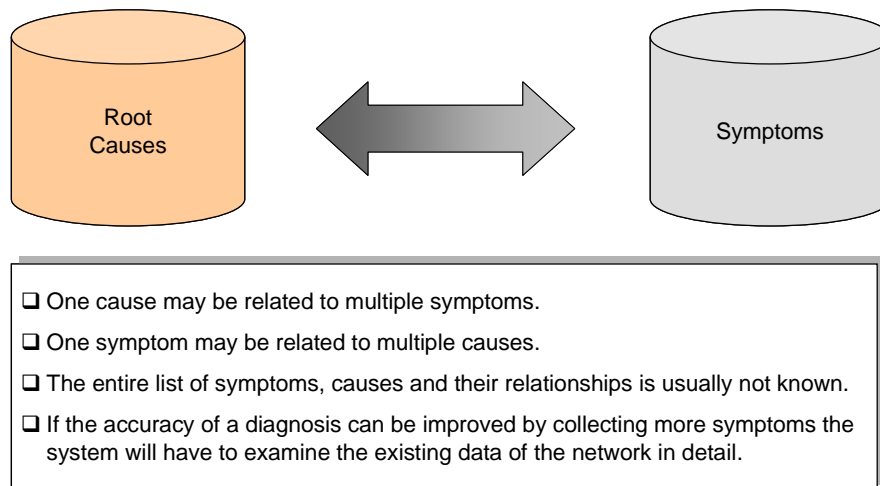 Root
Causes
Symptoms
❑ One cause may be related to multiple symptoms.
❑ One symptom may be related to multiple causes.
❑ The entire list of symptoms, causes and their relationships is usually not known.
❑ If the accuracy of a diagnosis can be improved by collecting more symptoms the
system will have to examine the existing data of the network in detail.